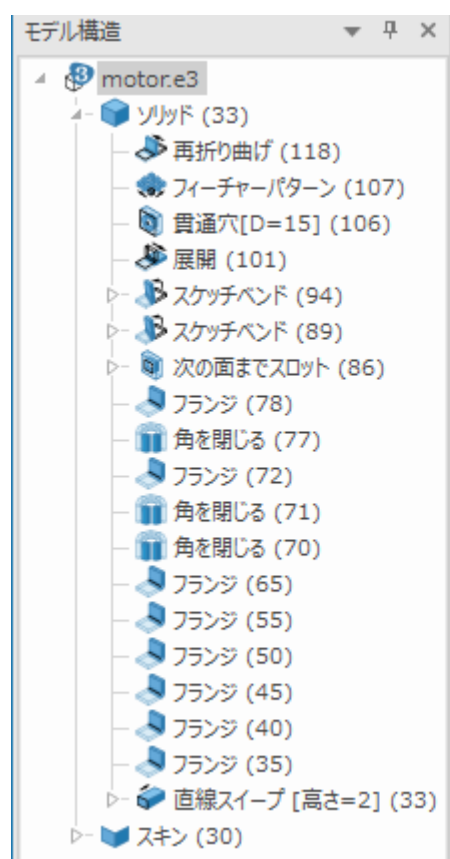 モデル構造
motor.e3
ソリッド (33)
再折り曲げ (118)
フィーチャーパターン (107)
貫通穴[D=15] (106)
展開 (101)
スケッチベンド (94)
スケッチベンド (89)
次の面までスロット (86)
フランジ (78)
角を閉じる (77)
フランジ (72)
角を閉じる (71)
角を閉じる (70)
フランジ (65)
フランジ (55)
フランジ (50)
フランジ (45)
フランジ (40)
フランジ (35)
直線スイープ [高さ=2] (33)
スキン (30)